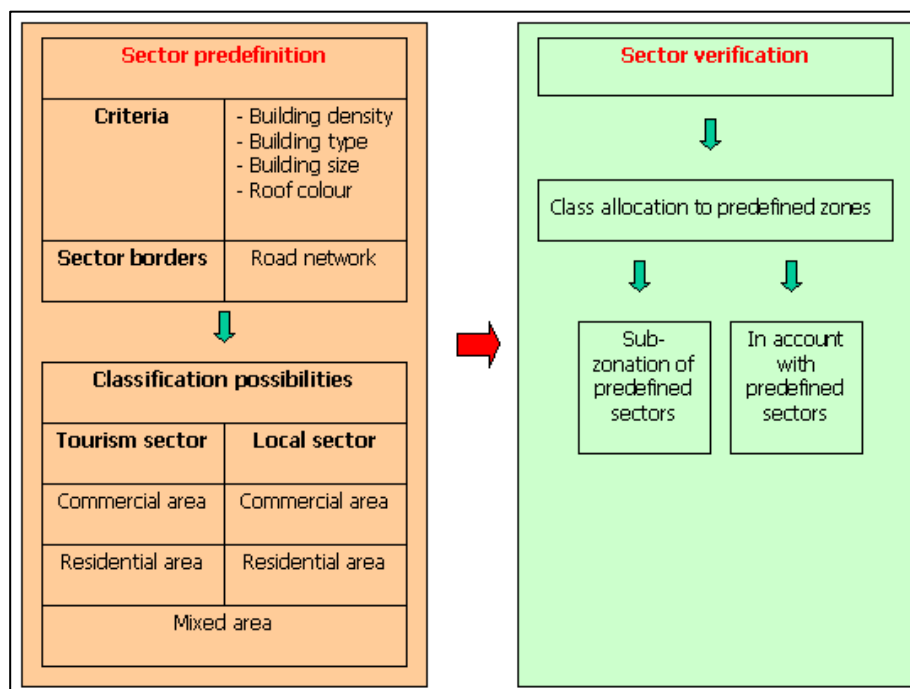 Sector predefinition
Criteria
- Building density
- Building type
- Building size
- Roof colour
Sector borders
Road network
Classification possibilities
Tourism sector
Local sector
Commercial area
Commercial area
Residential area
Residential area
Mixed area
Sector verification
Class allocation to predefined zones
Sub-
zonation of
predefined
sectors
In account
with
predefined
sectors